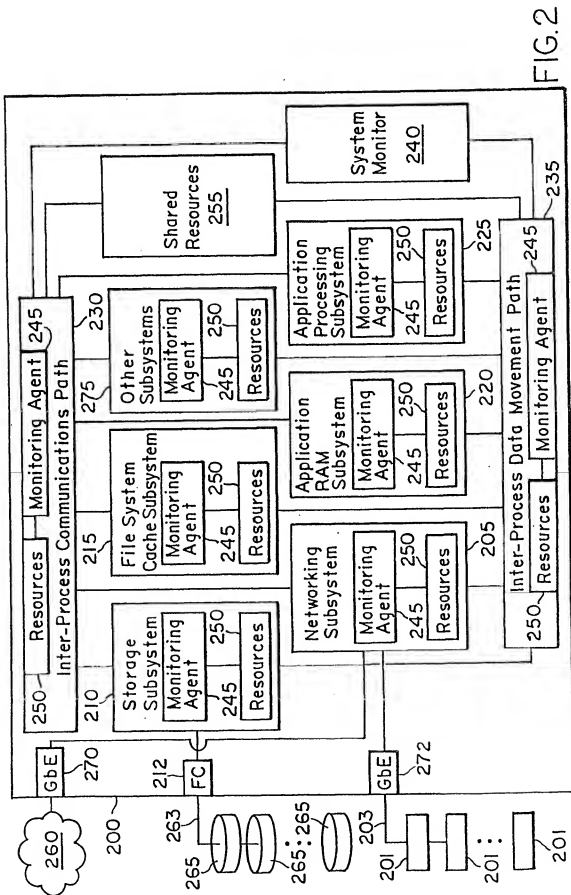 FIG. 2
System
Monitor
240
Shared
Resources
255
230
245
Monitoring Agent
Resources
250
Inter-Process Communications Path
275
Other
Subsystems
Monitoring
Agent
245
250
Resources
215
File System
Cache Subsystem
Monitoring
Agent
245
250
Resources
210
Storage
Subsystem
Monitoring
Agent
245
250
Resources
225
Application
Processing
Subsystem
Monitoring
Agent
245
250
Resources
220
Application
RAM
Subsystem
Monitoring
Agent
245
250
Resources
205
Networking
Subsystem
Monitoring
Agent
245
250
Resources
235
Inter-Process Data Movement Path
245
Monitoring Agent
Resources
250
GbE
270
FC
212
GbE
272
200
260
263
265
265
265
203
201
201
201